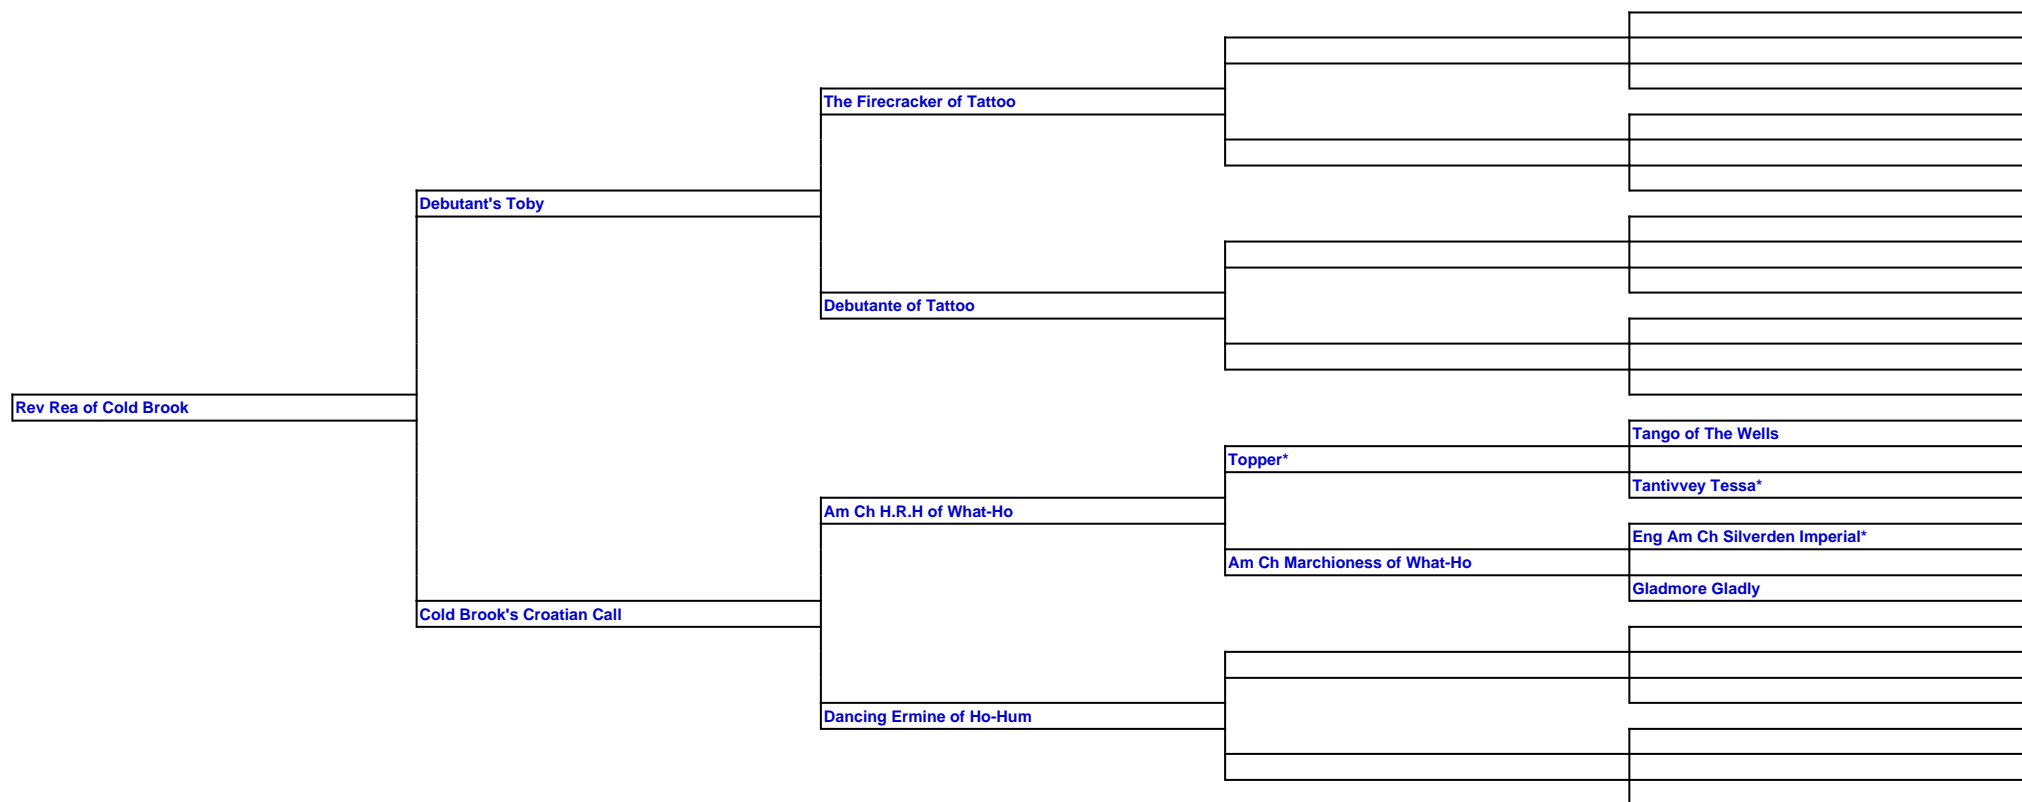 The Firecracker of Tattoo
Debutant's Toby
Debutante of Tattoo
Rev Rea of Cold Brook
Tango of The Wells
Topper*
Tantivvey Tessa*
Am Ch H.R.H of What-Ho
Eng Am Ch Silverden Imperial*
Am Ch Marchioness of What-Ho
Gladmore Gladly
Cold Brook's Croatian Call
Dancing Ermine of Ho-Hum